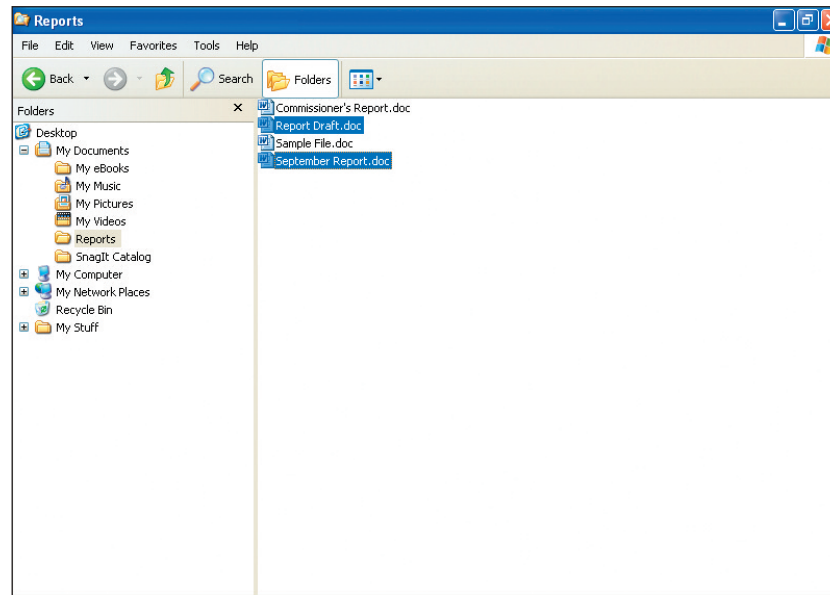 Reports
File Edit View Favorites Tools Help
Back Search Folders
Folders
Desktop
My Documents
My eBooks
My Music
My Pictures
My Videos
Reports
SnagIt Catalog
My Computer
My Network Places
Recycle Bin
My Stuff
Commissioner's Report.doc
Report Draft.doc
Sample File.doc
September Report.doc